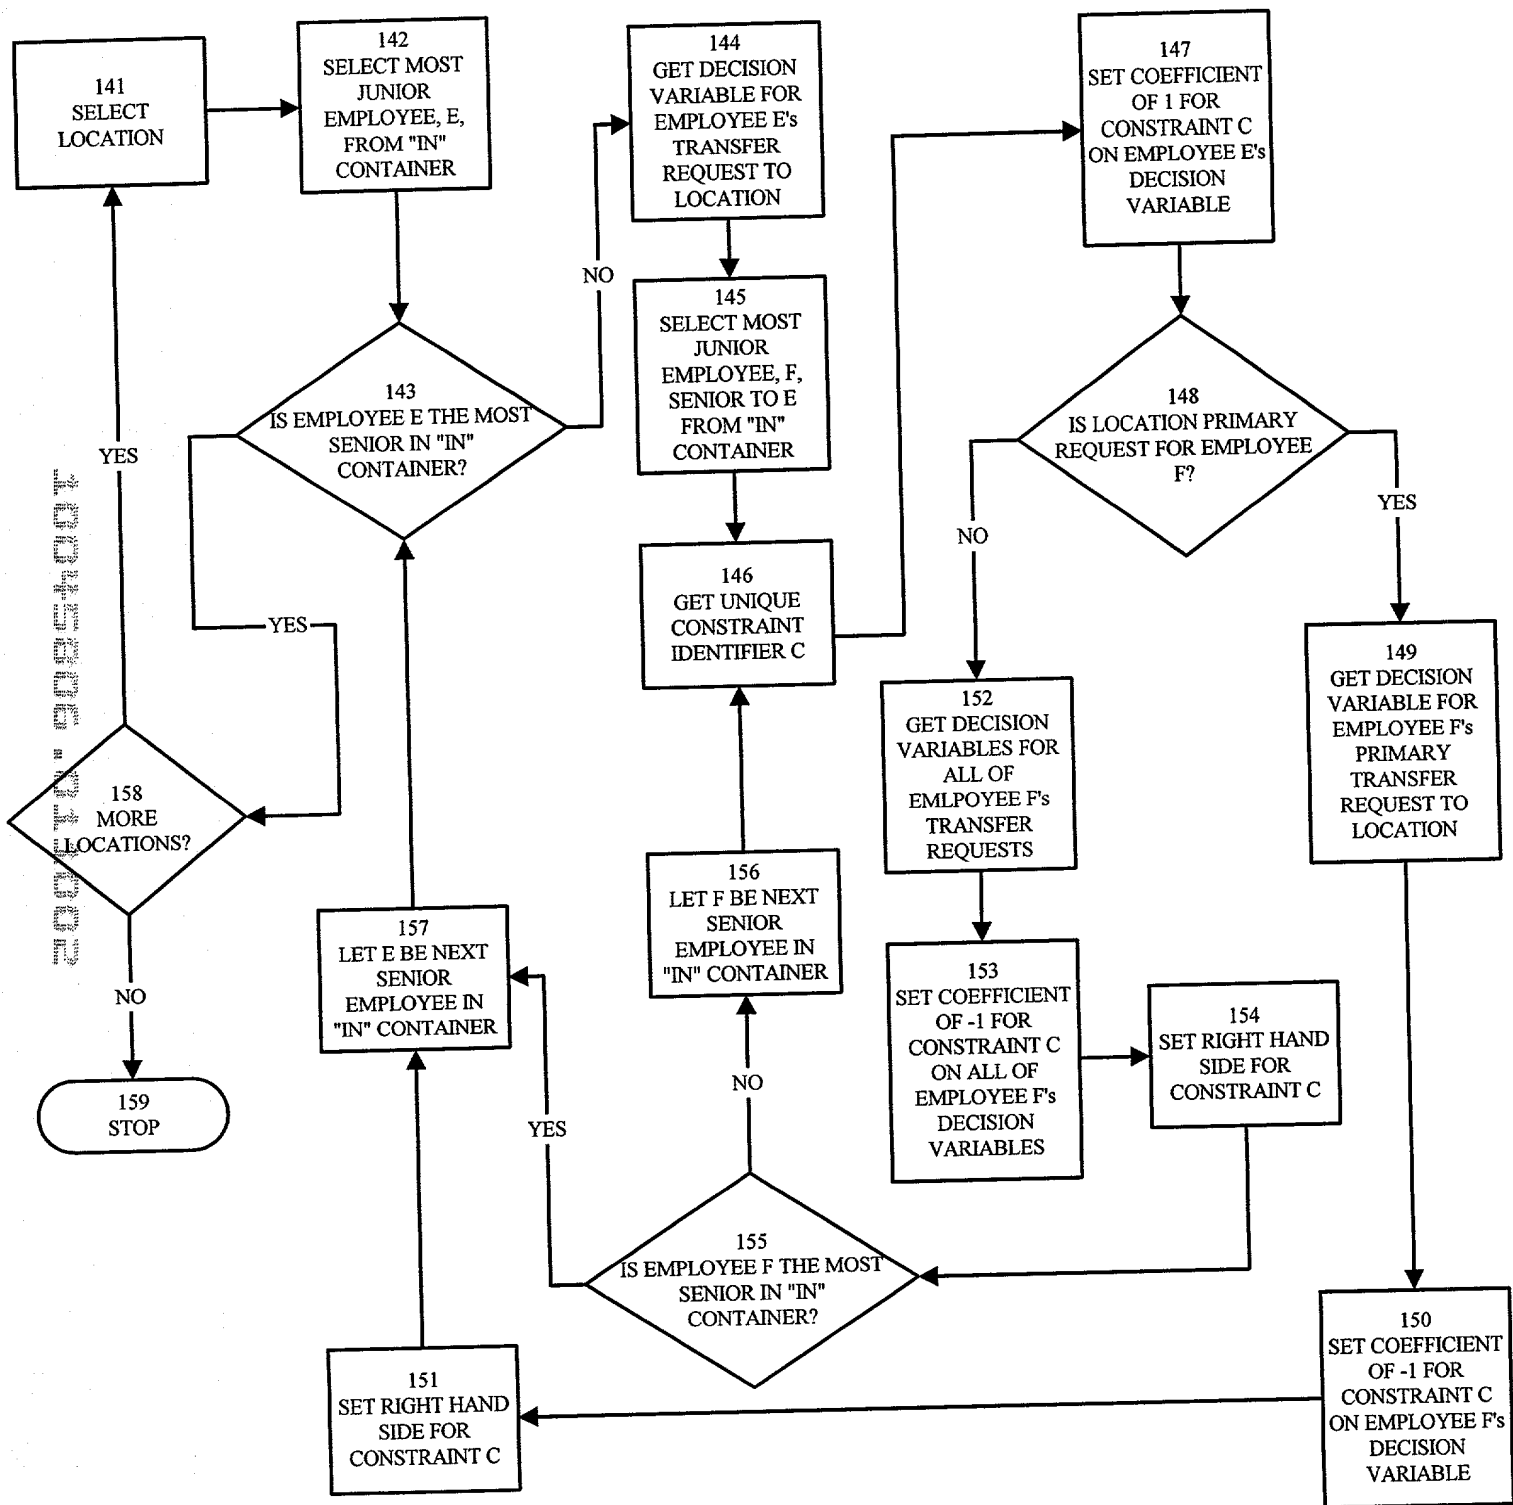 141
SELECT
LOCATION
142
SELECT MOST
JUNIOR
EMPLOYEE, E,
FROM "IN"
CONTAINER
143
IS EMPLOYEE E THE MOST
SENIOR IN "IN"
CONTAINER?
YES
NO
144
GET DECISION
VARIABLE FOR
EMPLOYEE E's
TRANSFER
REQUEST TO
LOCATION
145
SELECT MOST
JUNIOR
EMPLOYEE, F,
SENIOR TO E
FROM "IN"
CONTAINER
146
GET UNIQUE
CONSTRAINT
IDENTIFIER C
147
SET COEFFICIENT
OF 1 FOR
CONSTRAINT C
ON EMPLOYEE E's
DECISION
VARIABLE
148
IS LOCATION PRIMARY
REQUEST FOR EMPLOYEE
F?
NO
YES
149
GET DECISION
VARIABLE FOR
EMPLOYEE F's
PRIMARY
TRANSFER
REQUEST TO
LOCATION
150
SET COEFFICIENT
OF -1 FOR
CONSTRAINT C
ON EMPLOYEE F's
DECISION
VARIABLE
151
SET RIGHT HAND
SIDE FOR
CONSTRAINT C
152
GET DECISION
VARIABLES FOR
ALL OF
EMLPOYEE F's
TRANSFER
REQUESTS
153
SET COEFFICIENT
OF -1 FOR
CONSTRAINT C
ON ALL OF
EMPLOYEE F's
DECISION
VARIABLES
154
SET RIGHT HAND
SIDE FOR
CONSTRAINT C
155
IS EMPLOYEE F THE MOST
SENIOR IN "IN"
CONTAINER?
NO
YES
156
LET F BE NEXT
SENIOR
EMPLOYEE IN
"IN" CONTAINER
157
LET E BE NEXT
SENIOR
EMPLOYEE IN
"IN" CONTAINER
158
MORE
LOCATIONS?
YES
NO
159
STOP
10045806.011002